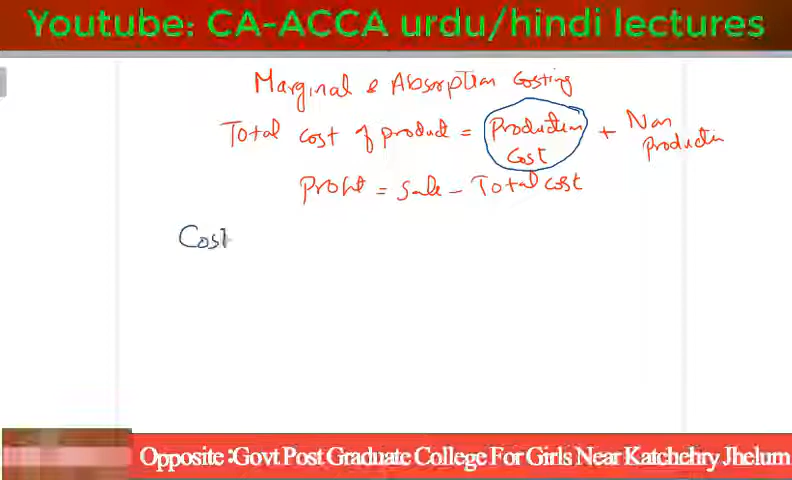 Youtube: CA-ACCA urdu/hindi lectures
Marginal & Absorption Costing
Total cost of product = Production Cost + Non Productin
Profit = Sale - Total cost
Cost
Opposite :Govt Post Graduate College For Girls Near Katchehry Jhelum